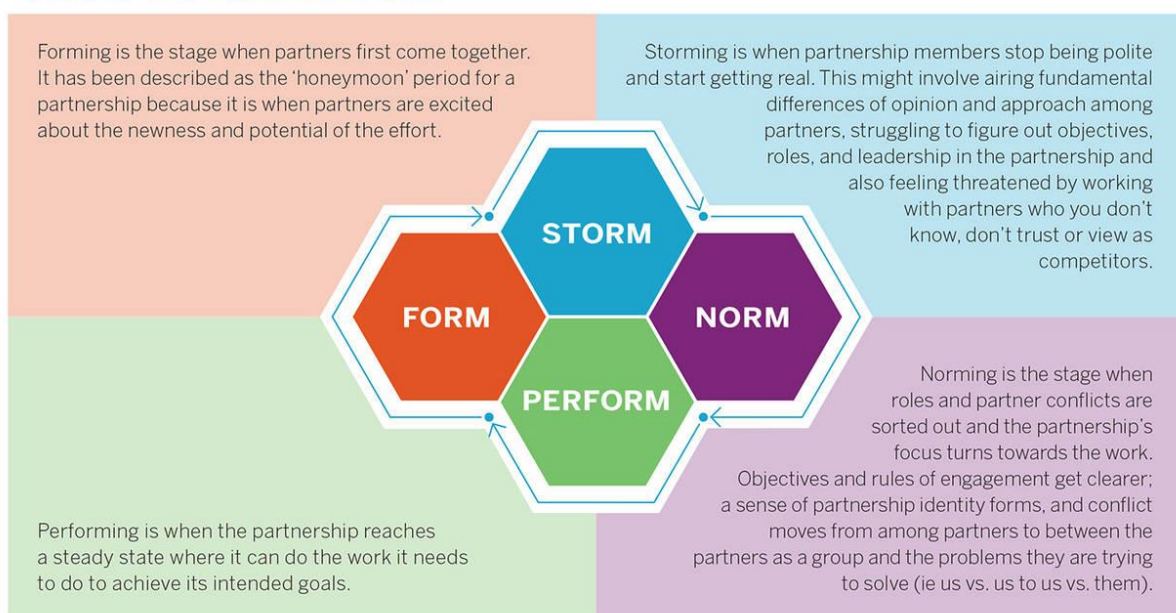 Forming is the stage when partners first come together.
It has been described as the ‘honeymoon’ period for a
partnership because it is when partners are excited
about the newness and potential of the effort.
Storming is when partnership members stop being polite
and start getting real. This might involve airing fundamental
differences of opinion and approach among
partners, struggling to figure out objectives,
roles, and leadership in the partnership and
also feeling threatened by working
with partners who you don’t
know, don’t trust or view as
competitors.
STORM
FORM
NORM
PERFORM
Performing is when the partnership reaches
a steady state where it can do the work it needs
to do to achieve its intended goals.
Norming is the stage when
roles and partner conflicts are
sorted out and the partnership’s
focus turns towards the work.
Objectives and rules of engagement get clearer;
a sense of partnership identity forms, and conflict
moves from among partners to between the
partners as a group and the problems they are trying
to solve (ie us vs. us to us vs. them).